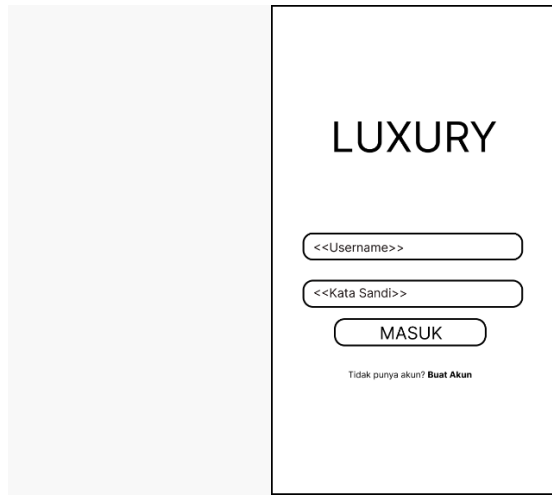 LUXURY
<<Username>>
<<Kata Sandi>>
MASUK
Tidak punya akun? Buat Akun